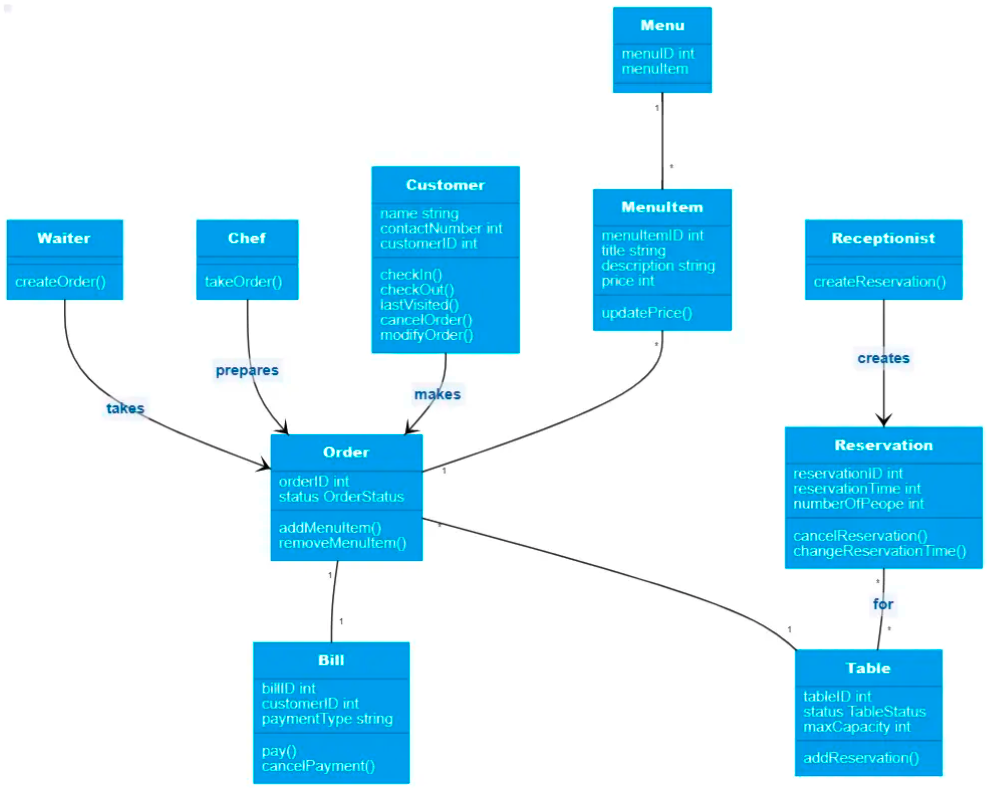 Menu
menuID int
menuItem
1
*
Customer
name string
contactNumber int
customerID int
checkIn()
checkOut()
lastVisited()
cancelOrder()
modifyOrder()
MenuItem
menuItemID int
title string
description string
price int
updatePrice()
Waiter
createOrder()
Chef
takeOrder()
Receptionist
createReservation()
*
creates
prepares
makes
takes
Order
orderID int
status OrderStatus
addMenuItem()
removeMenuItem()
1
*
Reservation
reservationID int
reservationTime int
numberOfPeope int
cancelReservation()
changeReservationTime()
1
1
*
for
*
1
Bill
billID int
customerID int
paymentType string
pay()
cancelPayment()
Table
tableID int
status TableStatus
maxCapacity int
addReservation()